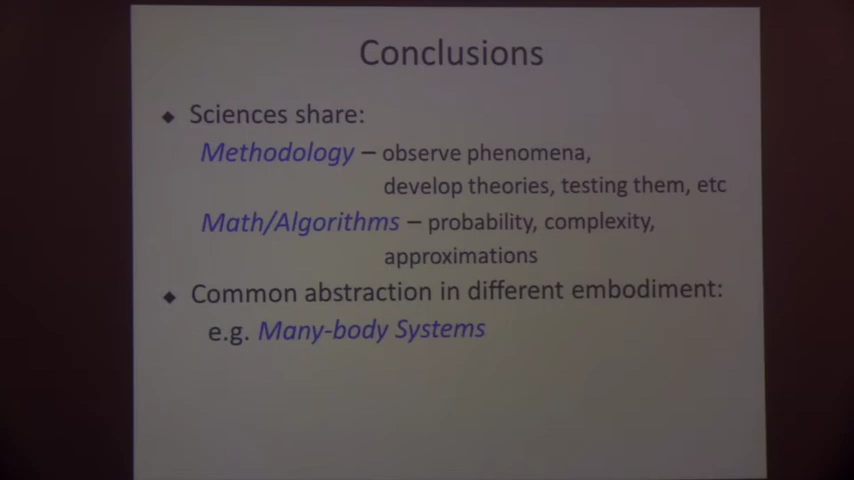 Conclusions
◆ Sciences share:
Methodology – observe phenomena,
develop theories, testing them, etc
Math/Algorithms – probability, complexity,
approximations
◆ Common abstraction in different embodiment:
e.g. Many-body Systems